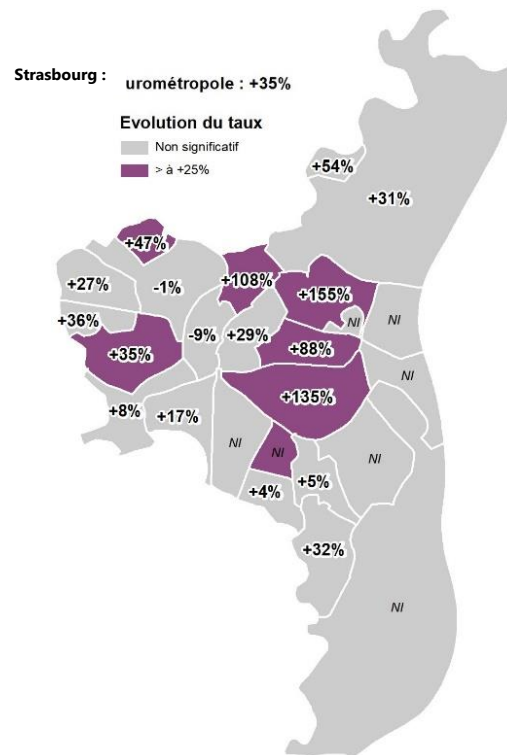 Strasbourg :
urométropole : +35%
Evolution du taux
Non significatif
> à +25%
+54%
+31%
+47%
+27%
-1%
+108%
+155%
+36%
-9%
+29%
NI
NI
+35%
+88%
NI
+8%
+17%
+135%
NI
NI
NI
+5%
+4%
+32%
NI